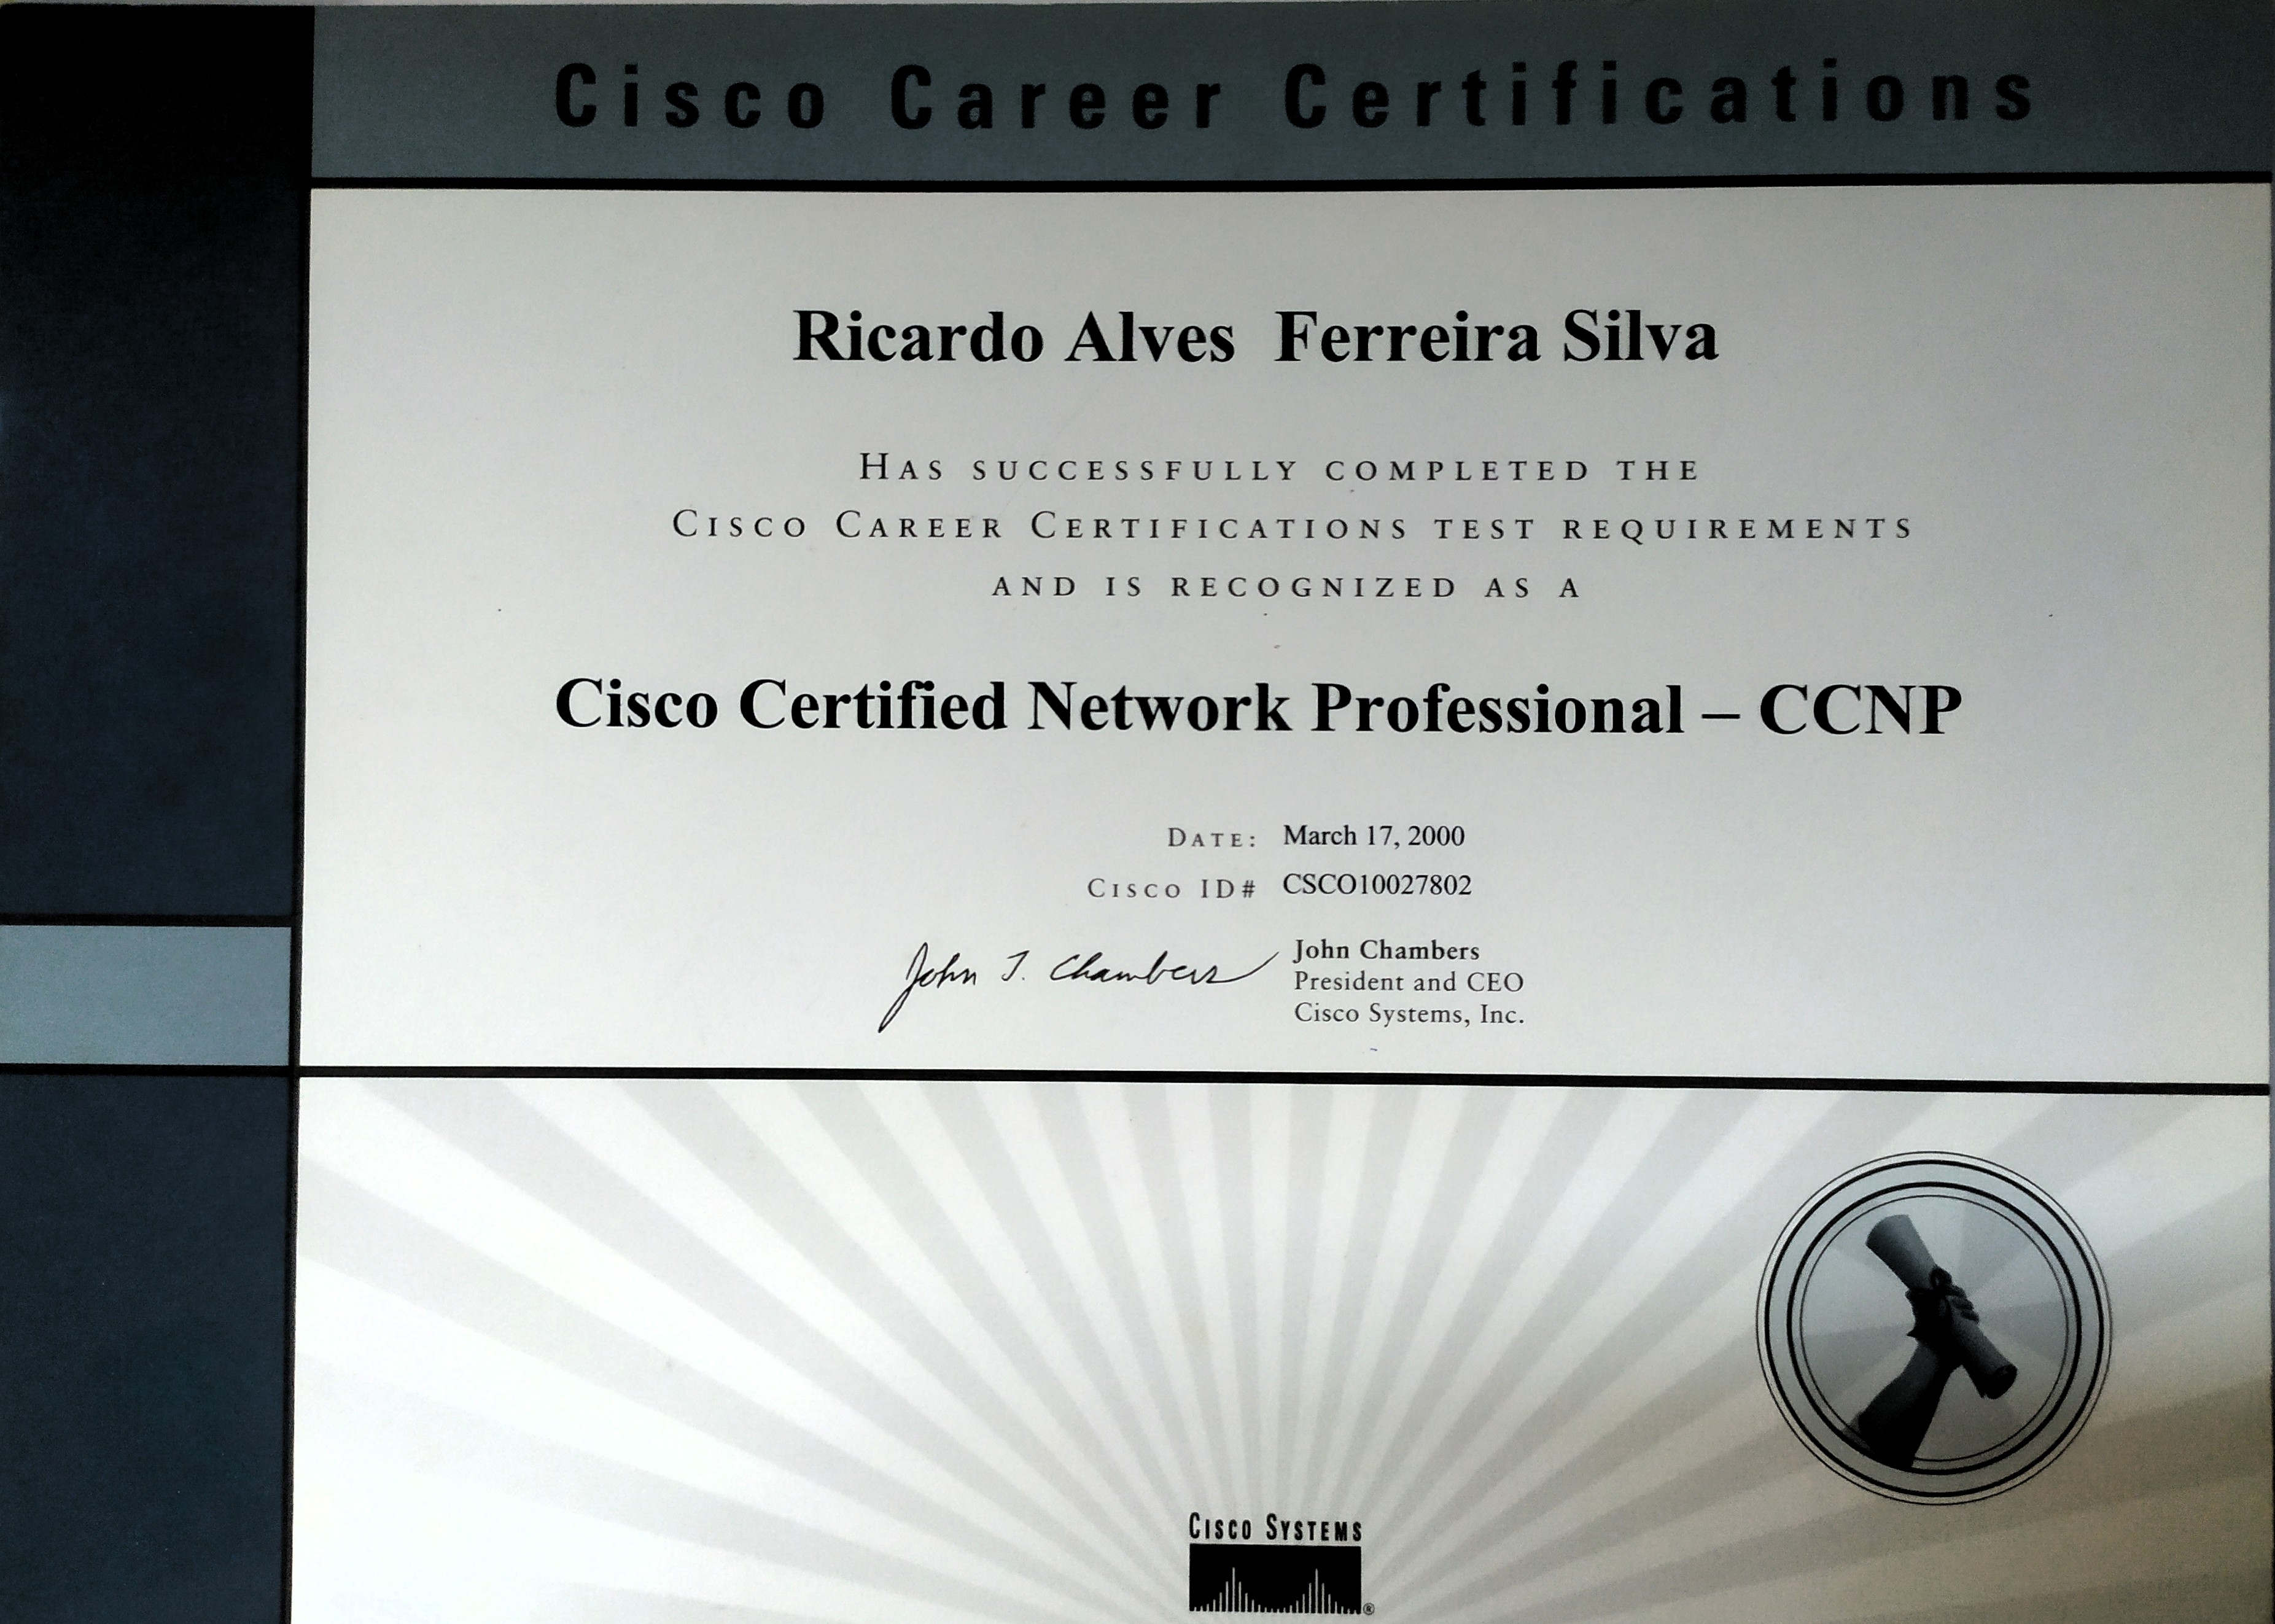 Cisco Career Certifications
Ricardo Alves Ferreira Silva
HAS SUCCESSFULLY COMPLETED THE
CISCO CAREER CERTIFICATIONS TEST REQUIREMENTS
AND IS RECOGNIZED AS A
Cisco Certified Network Professional – CCNP
DATE: March 17, 2000
CISCO ID# CSCO10027802
John T. Chambers
John Chambers
President and CEO
Cisco Systems, Inc.
CISCO SYSTEMS
®